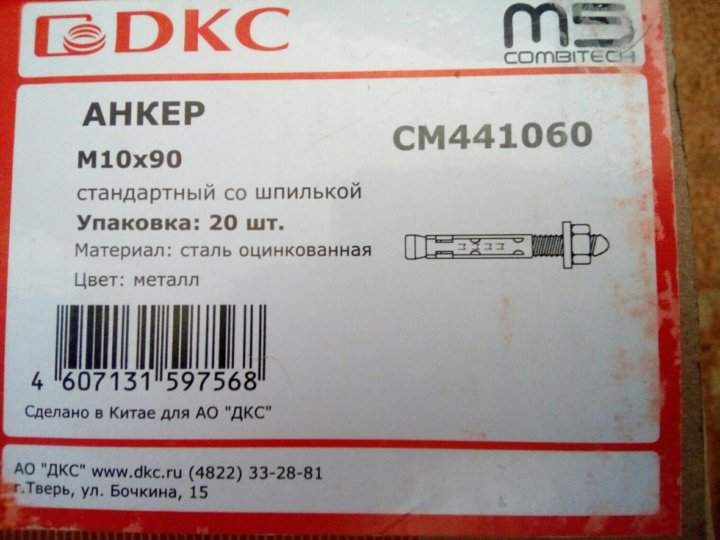 DKC
M5
COMBITECH
АНКЕР
CM441060
M10x90
стандартный со шпилькой
Упаковка: 20 шт.
Материал: сталь оцинкованная
Цвет: металл
4 607131 597568
Сделано в Китае для АО "ДКС"
АО "ДКС" www.dkc.ru (4822) 33-28-81
г.Тверь, ул. Бочкина, 15